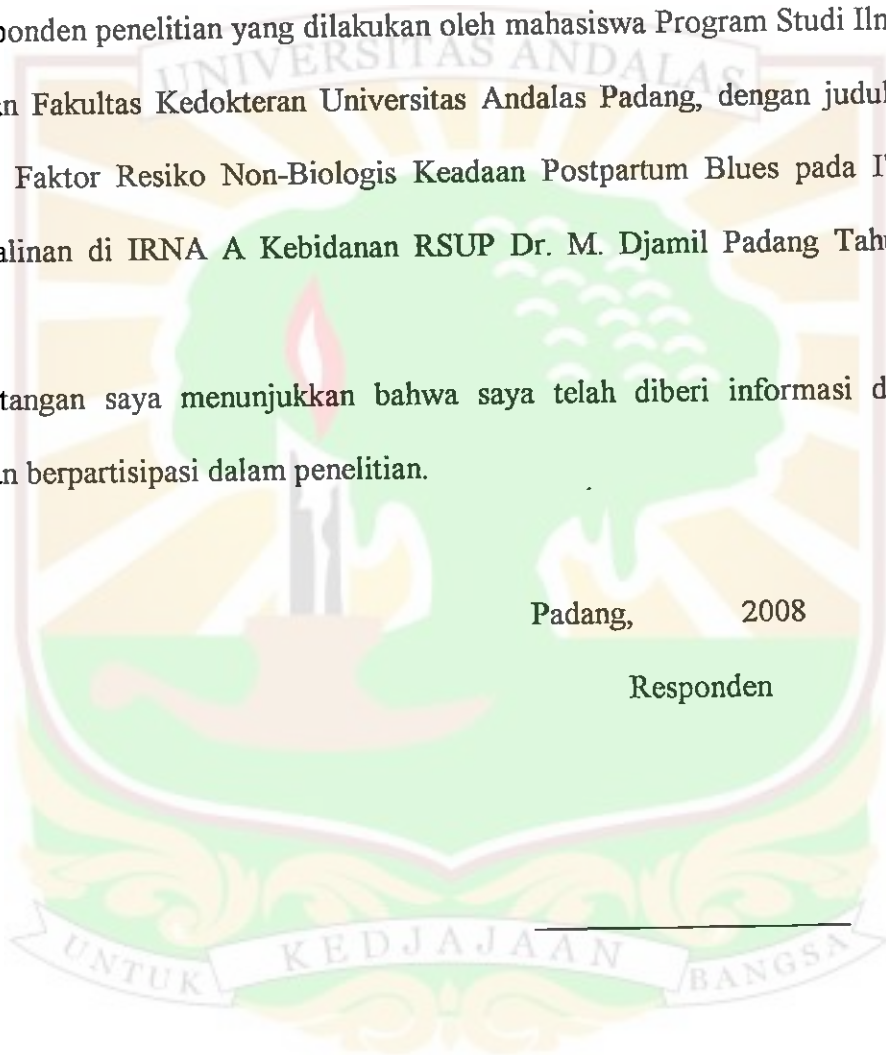 UNIVERSITAS ANDALAS
ponden penelitian yang dilakukan oleh mahasiswa Program Studi Iln
n Fakultas Kedokteran Universitas Andalas Padang, dengan judul
Faktor Resiko Non-Biologis Keadaan Postpartum Blues pada I
alinan di IRNA A Kebidanan RSUP Dr. M. Djamil Padang Tahu
tangan saya menunjukkan bahwa saya telah diberi informasi d
n berpartisipasi dalam penelitian.
Padang, 2008
Responden
UNTUK KEDJAJAAN BANGSA